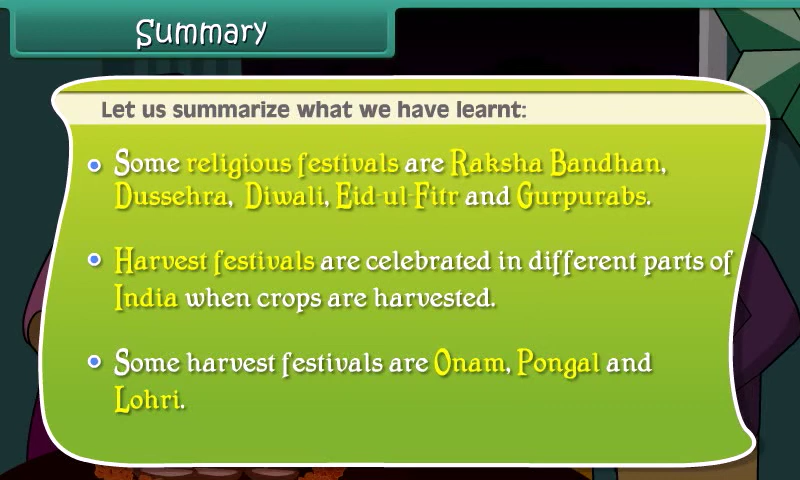 Summary
Let us summarize what we have learnt:
Some religious festivals are Raksha Bandhan,
Dussehra, Diwali, Eid-ul-Fitr and Gurpurabs.
Harvest festivals are celebrated in different parts of
India when crops are harvested.
Some harvest festivals are Onam, Pongal and
Lohri.